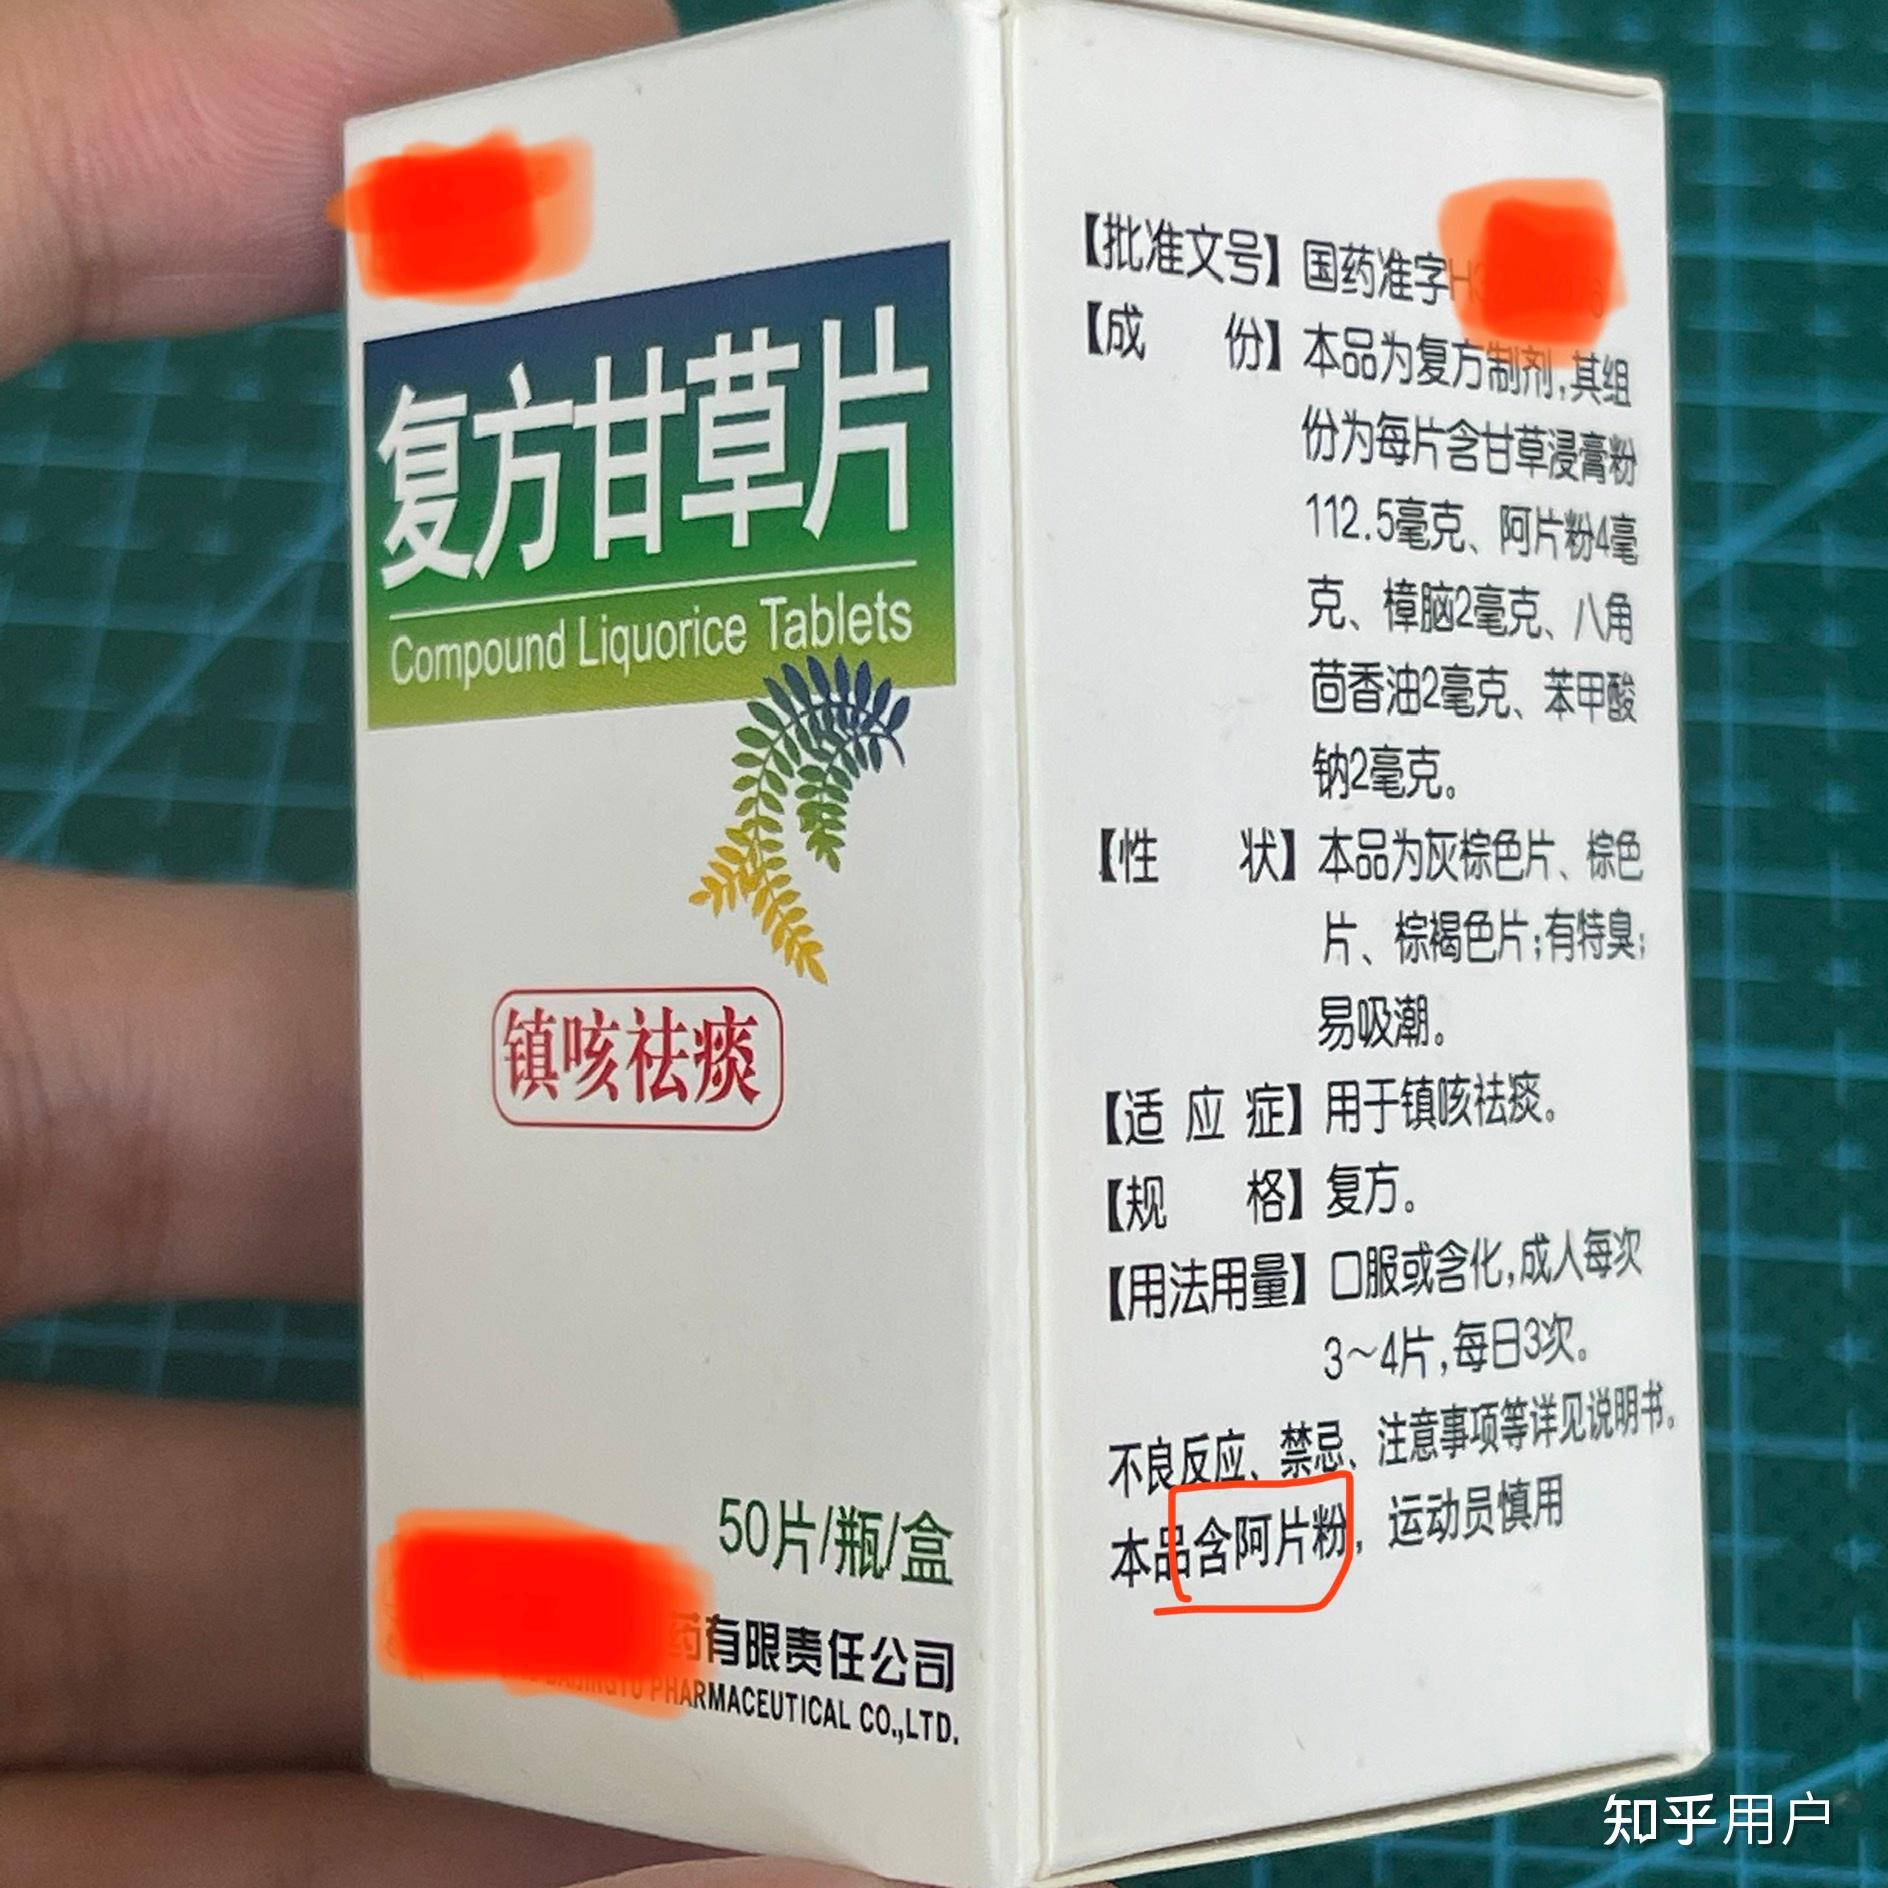 复方甘草片
Compound Liquorice Tablets
镇咳祛痰
50片/瓶/盒
药有限责任公司
PHARMACEUTICAL CO.,LTD.
【批准文号】国药准字H3
【成 份】本品为复方制剂,其组
份为每片含甘草浸膏粉
112.5毫克、阿片粉4毫
克、樟脑2毫克、八角
茴香油2毫克、苯甲酸
钠2毫克。
【性 状】本品为灰棕色片、棕色
片、棕褐色片;有特臭;
易吸潮。
【适应症】用于镇咳祛痰。
【规 格】复方。
【用法用量】口服或含化,成人每次
3～4片,每日3次。
不良反应、禁忌、注意事项等详见说明书。
本品含阿片粉，运动员慎用
知乎用户